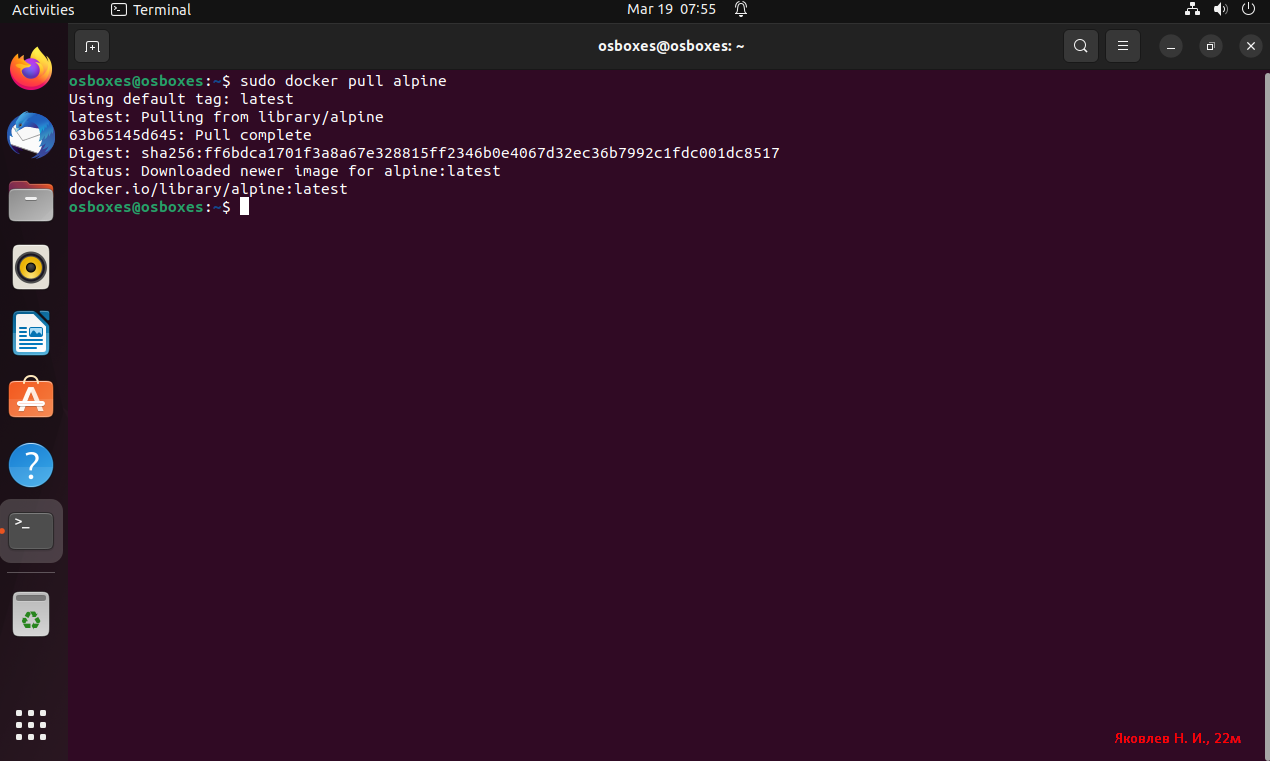 Activities
Terminal
Mar 19 07:55
osboxes@osboxes: ~
osboxes@osboxes:~$ sudo docker pull alpine
Using default tag: latest
latest: Pulling from library/alpine
63b65145d645: Pull complete
Digest: sha256:ff6bdca1701f3a8a67e328815ff2346b0e4067d32ec36b7992c1fdc001dc8517
Status: Downloaded newer image for alpine:latest
docker.io/library/alpine:latest
osboxes@osboxes:~$
Яковлев Н. И., 22м